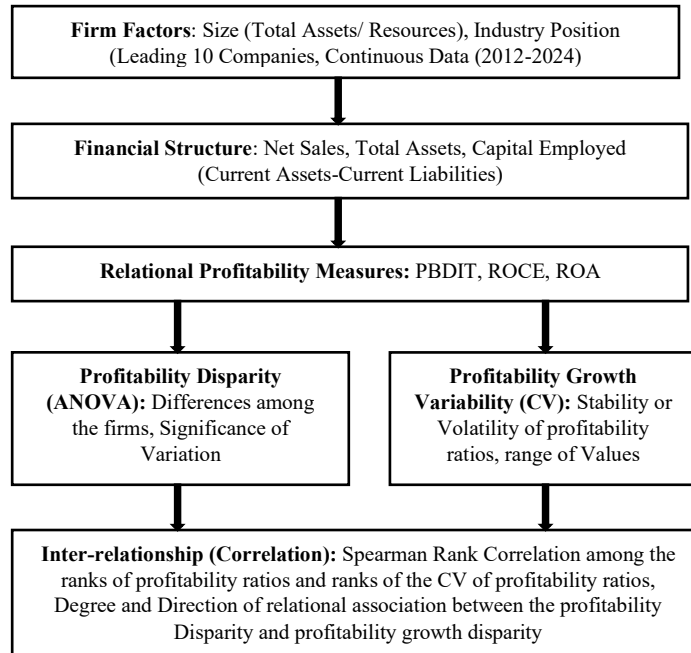 Firm Factors: Size (Total Assets/ Resources), Industry Position
(Leading 10 Companies, Continuous Data (2012-2024)
Financial Structure: Net Sales, Total Assets, Capital Employed
(Current Assets-Current Liabilities)
Relational Profitability Measures: PBDIT, ROCE, ROA
Profitability Disparity
(ANOVA): Differences among
the firms, Significance of
Variation
Profitability Growth
Variability (CV): Stability or
Volatility of profitability
ratios, range of Values
Inter-relationship (Correlation): Spearman Rank Correlation among the
ranks of profitability ratios and ranks of the CV of profitability ratios,
Degree and Direction of relational association between the profitability
Disparity and profitability growth disparity